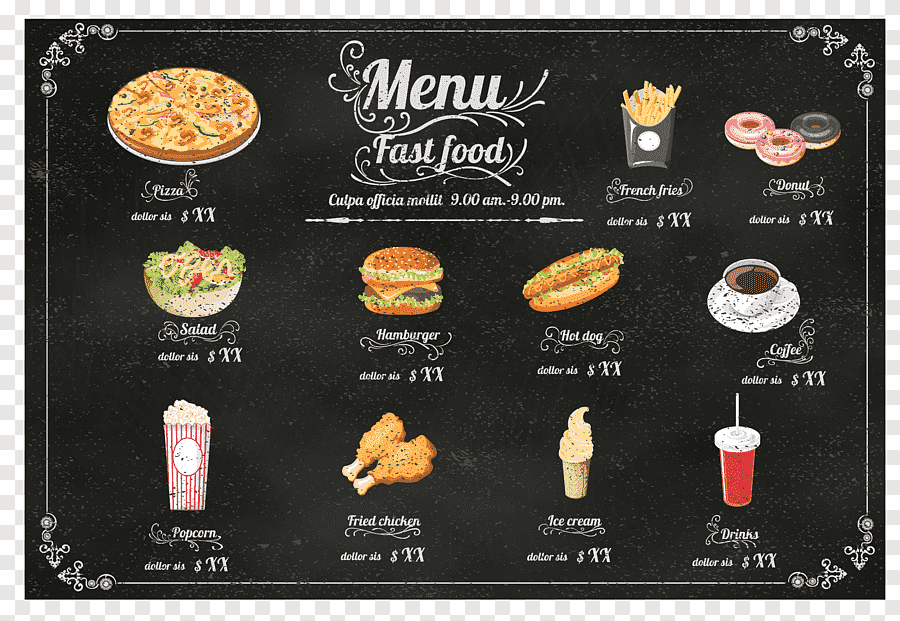 Menu
Fast food
Culpa officia mollit 9.00 am.-9.00 pm.
Pizza
dollor sis $ XX
French fries
dollor sis $ XX
Donut
dollor sis $ XX
Salad
dollor sis $ XX
Hamburger
dollor sis $ XX
Hot dog
dollor sis $ XX
Coffee
dollor sis $ XX
Popcorn
dollor sis $ XX
Fried chicken
dollor sis $ XX
Ice cream
dollor sis $ XX
Drinks
dollor sis $ XX